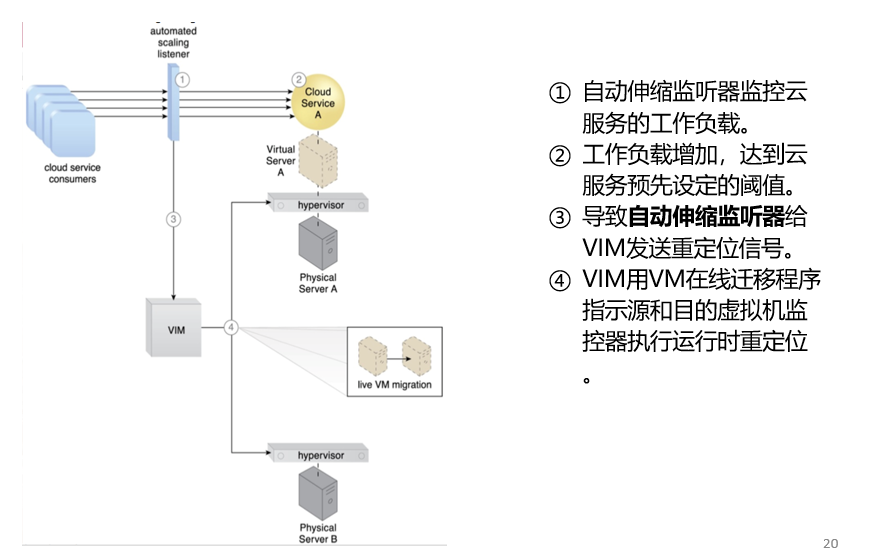 automated
scaling
listener
①
②
Cloud
Service
A
cloud service
consumers
Virtual
Server
A
hypervisor
③
Physical
Server A
VIM
④
live VM migration
hypervisor
Physical
Server B
① 自动伸缩监听器监控云
服务的工作负载。
② 工作负载增加，达到云
服务预先设定的阈值。
③ 导致自动伸缩监听器给
VIM发送重定位信号。
④ VIM用VM在线迁移程序
指示源和目的虚拟机监
控器执行运行时重定位
。
20